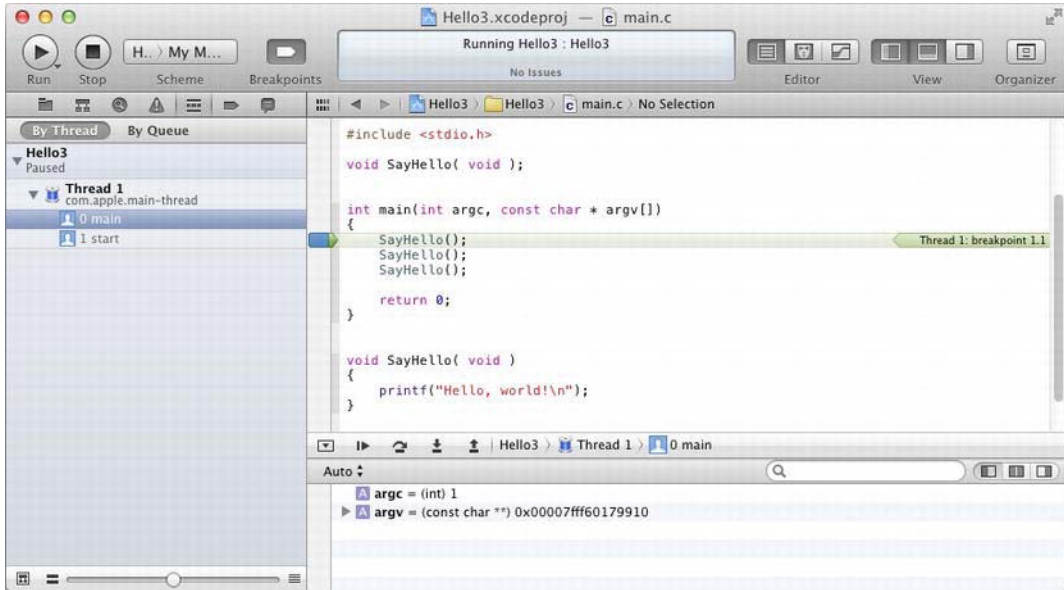 Hello3.xcodeproj — c main.c
Run
Stop
H.. 〉 My M...
Scheme
Breakpoints
Running Hello3 : Hello3
No Issues
Editor
View
Organizer
By Thread By Queue
Hello3
Paused
Thread 1
com.apple.main-thread
0 main
1 start
Hello3 〉 Hello3 〉 c main.c 〉 No Selection
#include <stdio.h>
void SayHello( void );
int main(int argc, const char * argv[])
{
SayHello(); Thread 1: breakpoint 1.1
SayHello();
SayHello();
return 0;
}
void SayHello( void )
{
printf("Hello, world!\n");
}
Hello3 〉 Thread 1 〉 0 main
Auto
A argc = (int) 1
A argv = (const char **) 0x00007fff60179910